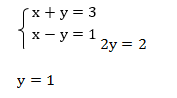 x + y = 3
x − y = 1
2y = 2
y = 1